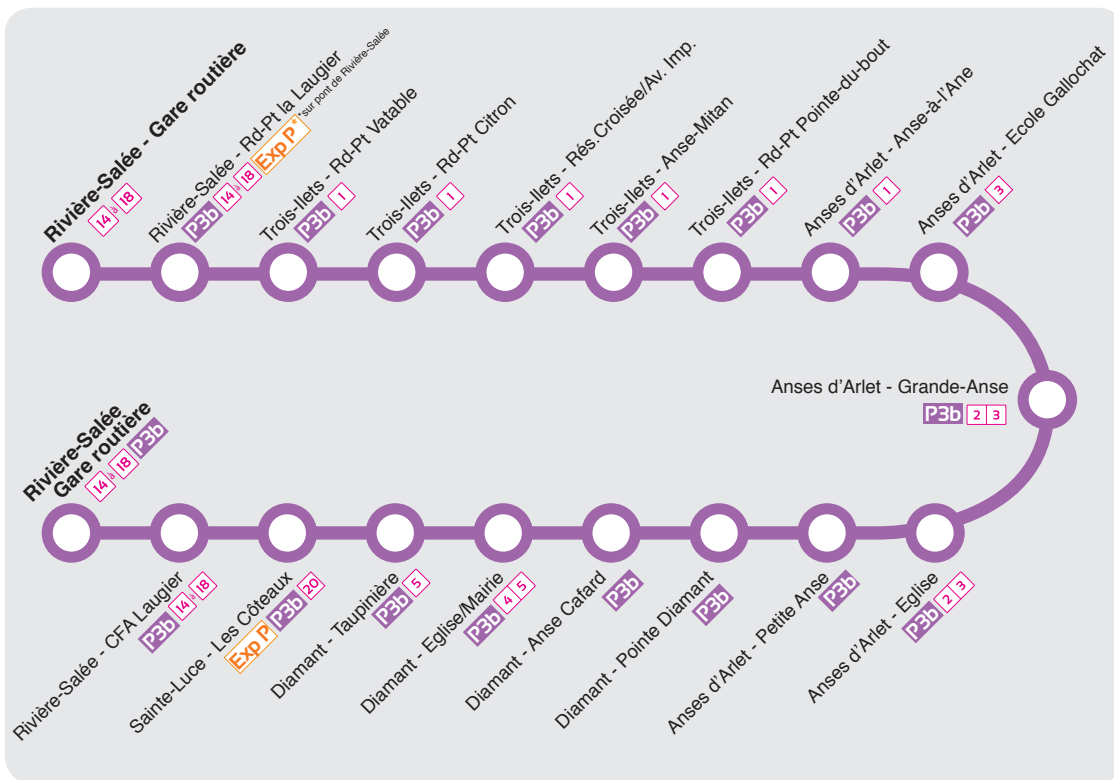 Rivière-Salée - Gare routière
14 à 18
Rivière-Salée - Rd-Pt la Laugier
P3b 14 à 18 Exp P*
*sur pont de Rivière-Salée
Trois-Ilets - Rd-Pt Vatable
P3b 1
Trois-Ilets - Rd-Pt Citron
P3b 1
Trois-Ilets - Rés. Croisée/Av. Imp.
P3b 1
Trois-Ilets - Anse-Mitan
P3b 1
Trois-Ilets - Rd-Pt Pointe-du-bout
P3b 1
Anses d'Arlet - Anse-à-l'Ane
P3b 1
Anses d'Arlet - Ecole Gallochat
P3b 3
Anses d'Arlet - Grande-Anse
P3b 2 3
Rivière-Salée
Gare routière
14 à 18 P3b
Rivière-Salée - CFA Laugier
P3b 14 à 18
Sainte-Luce - Les Côteaux
Exp P P3b 20
Diamant - Taupinière
P3b 5
Diamant - Eglise/Mairie
P3b 4 5
Diamant - Anse Cafard
P3b
Diamant - Pointe Diamant
P3b
Anses d'Arlet - Petite Anse
P3b
Anses d'Arlet - Eglise
P3b 2 3